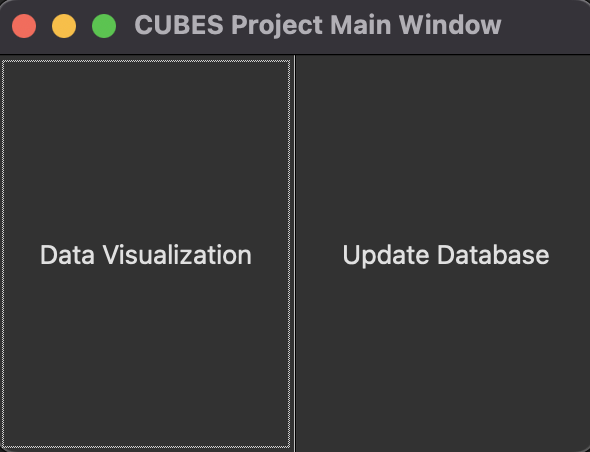 CUBES Project Main Window
Data Visualization
Update Database